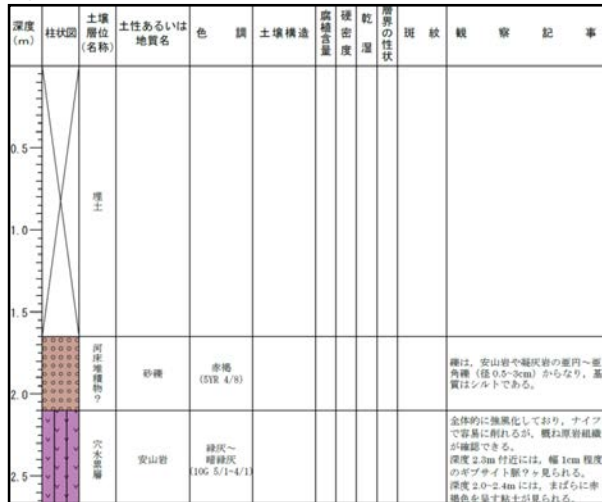 深度
(m)
柱状図
土壌
層位
(名称)
土性あるいは
地質名
色 調
土壌構造
腐植含量
硬密度
乾湿
層界の性状
斑 紋
観 察 記 事
0.5
1.0
1.5
2.0
2.5
埋土
河床堆積物?
砂礫
赤褐
(5YR 4/8)
礫は、安山岩や凝灰岩の亜円~亜
角礫(径0.5~3cm)からなり、基
質はシルトである。
穴水累層
安山岩
緑灰~
暗緑灰
(10G 5/1~4/1)
全体的に強風化しており、ナイフ
で容易に削れるが、概ね原岩組織
が確認できる。
深度2.3m付近には、幅1cm程度
のギブサイト脈?ヶ見られる。
深度2.0~2.4mには、まばらに赤
褐色を呈す粘土が見られる。